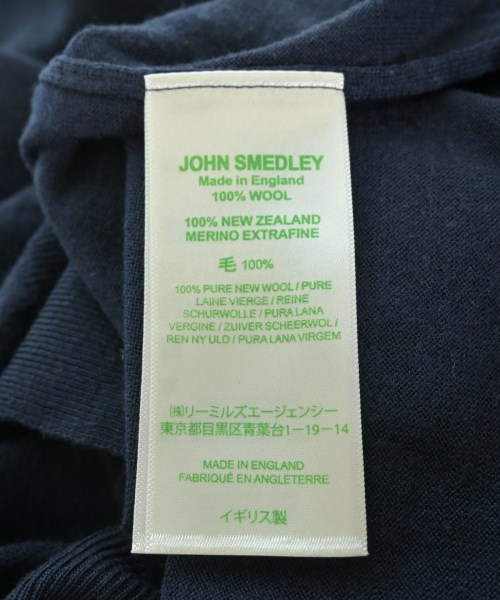 JOHN SMEDLEY
Made in England
100% WOOL
100% NEW ZEALAND
MERINO EXTRAFINE
毛 100%
100% PURE NEW WOOL / PURE
LAINE VIERGE / REINE
SCHURWOLLE / PURA LANA
VERGINE / ZUIVER SCHEERWOL /
REN NY ULD / PURA LANA VIRGEM
㈱リーミルズエージェンシー
東京都目黒区青葉台1-19-14
MADE IN ENGLAND
FABRIQUÉ EN ANGLETERRE
イギリス製